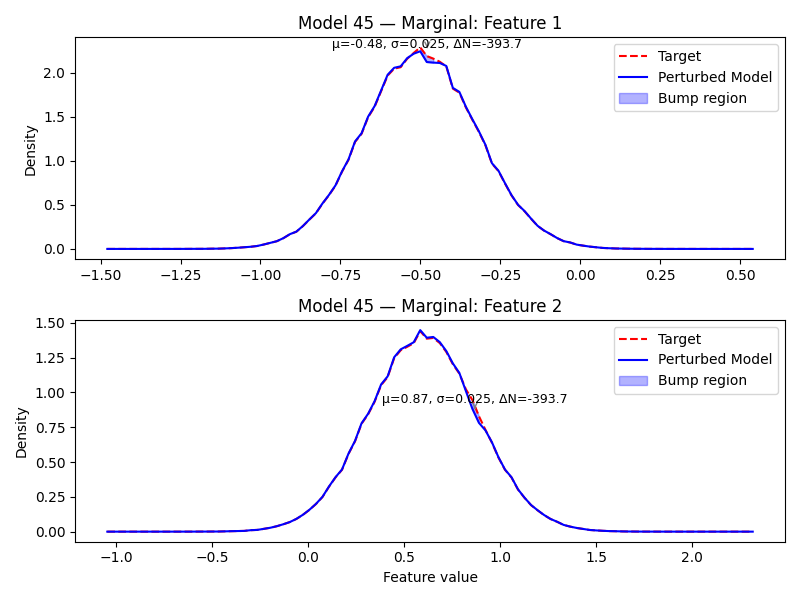 Model 45 — Marginal: Feature 1
μ=-0.48, σ=0.025, ΔN=-393.7
Target
Perturbed Model
Bump region
Density
2.0
1.5
1.0
0.5
0.0
−1.50 −1.25 −1.00 −0.75 −0.50 −0.25 0.00 0.25 0.50
Model 45 — Marginal: Feature 2
Target
Perturbed Model
Bump region
μ=0.87, σ=0.025, ΔN=-393.7
Density
1.50
1.25
1.00
0.75
0.50
0.25
0.00
−1.0 −0.5 0.0 0.5 1.0 1.5 2.0
Feature value